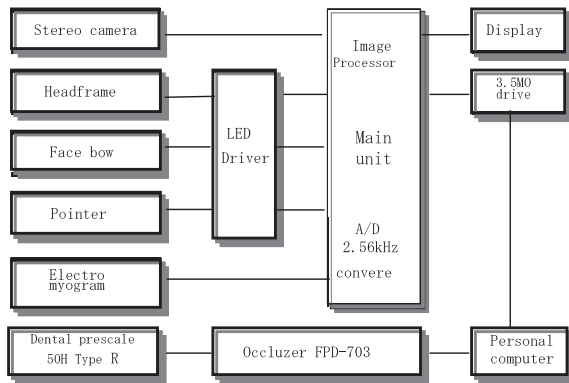 Stereo camera
Image
Processor
Display
Headframe
3.5MO
drive
LED
Driver
Main
unit
Face bow
Pointer
A/D
2.56kHz
convere
Electro
myogram
Dental prescale
50H Type R
Occluzer FPD-703
Personal
computer